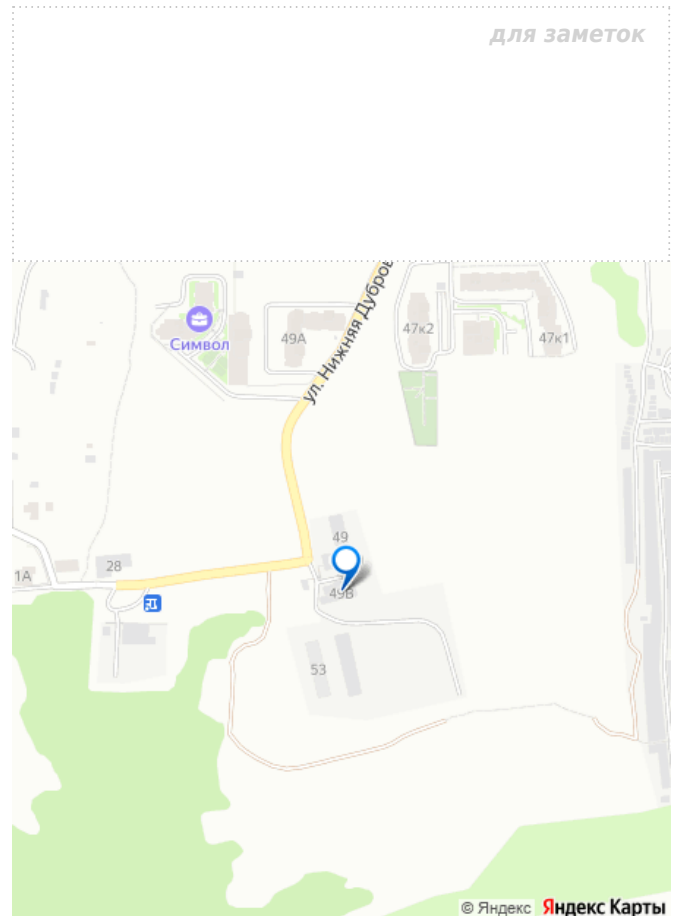 для заметок
ул. Нижняя Дубров
47к2
47к1
49А
Символ
49
28
1А
49В
53
© Яндекс Яндекс Карты